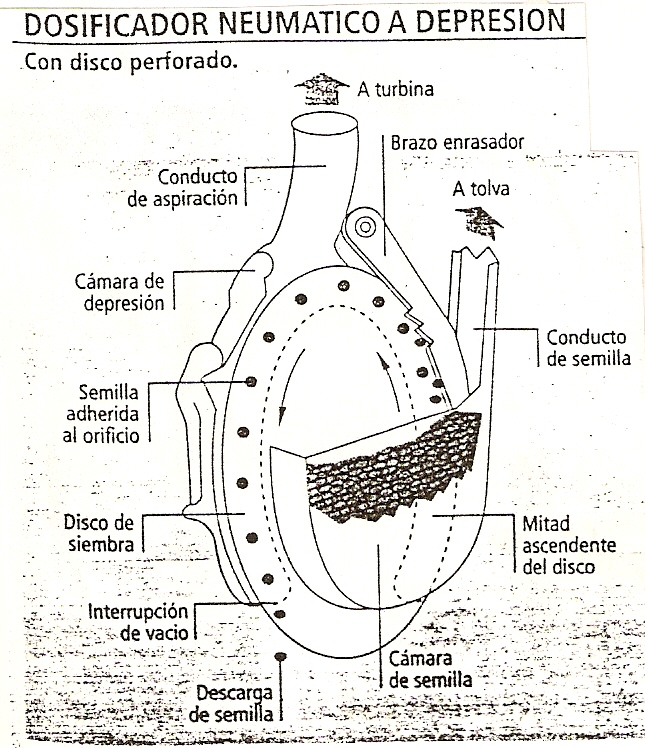 DOSIFICADOR NEUMATICO A DEPRESION
Con disco perforado.
A turbina
Brazo enrasador
Conducto
de aspiración
A tolva
Cámara de
depresión
Conducto
de semilla
Semilla
adherida
al orificio
Disco de
siembra
Mitad
ascendente
del disco
Interrupción
de vacio
Cámara
de semilla
Descarga
de semilla